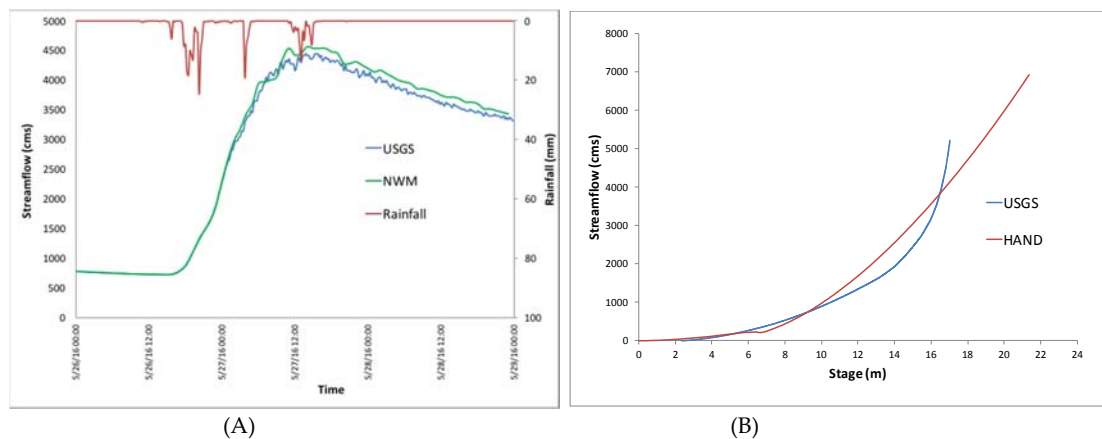 5000
4500
4000
3500
3000
2500
2000
1500
1000
500
0
Streamflow (cms)
0
20
40
60
80
100
Rainfall (mm)
USGS
NWM
Rainfall
5/26/16 00:00
5/26/16 12:00
5/27/16 00:00
5/27/16 12:00
5/28/16 00:00
5/28/16 12:00
5/29/16 00:00
Time
(A)
8000
7000
6000
5000
4000
3000
2000
1000
0
Streamflow (cms)
USGS
HAND
0 2 4 6 8 10 12 14 16 18 20 22 24
Stage (m)
(B)